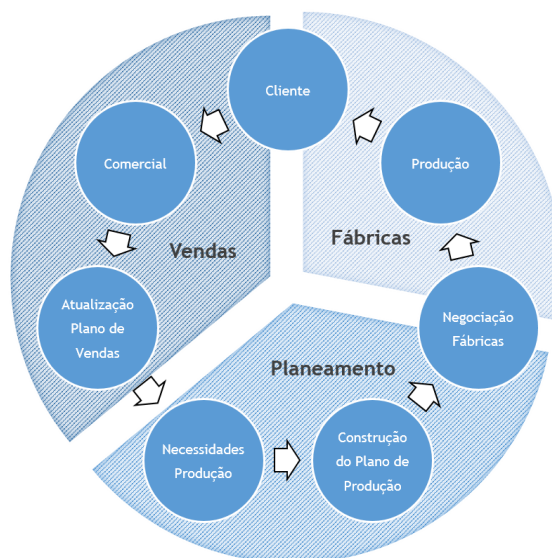 Cliente
Comercial
Produção
Vendas
Fábricas
Atualização
Plano de
Vendas
Negociação
Fábricas
Planeamento
Necessidades
Produção
Construção
do Plano de
Produção